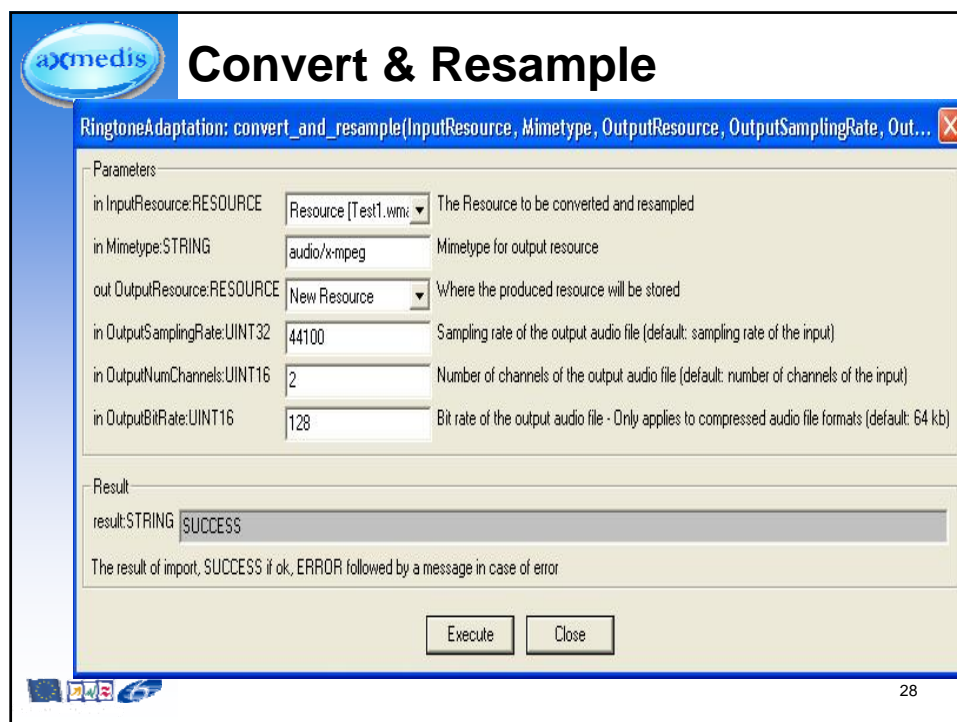 axmedis
Convert & Resample
RingtoneAdaptation: convert_and_resample(InputResource, Mimetype, OutputResource, OutputSamplingRate, Out...
Parameters
in InputResource:RESOURCE Resource [Test1.wma The Resource to be converted and resampled
in Mimetype:STRING audio/x-mpeg Mimetype for output resource
out OutputResource:RESOURCE New Resource Where the produced resource will be stored
in OutputSamplingRate:UINT32 44100 Sampling rate of the output audio file (default: sampling rate of the input)
in OutputNumChannels:UINT16 2 Number of channels of the output audio file (default: number of channels of the input)
in OutputBitRate:UINT16 128 Bit rate of the output audio file - Only applies to compressed audio file formats (default: 64 kb)
Result
result:STRING SUCCESS
The result of import, SUCCESS if ok, ERROR followed by a message in case of error
Execute Close
28